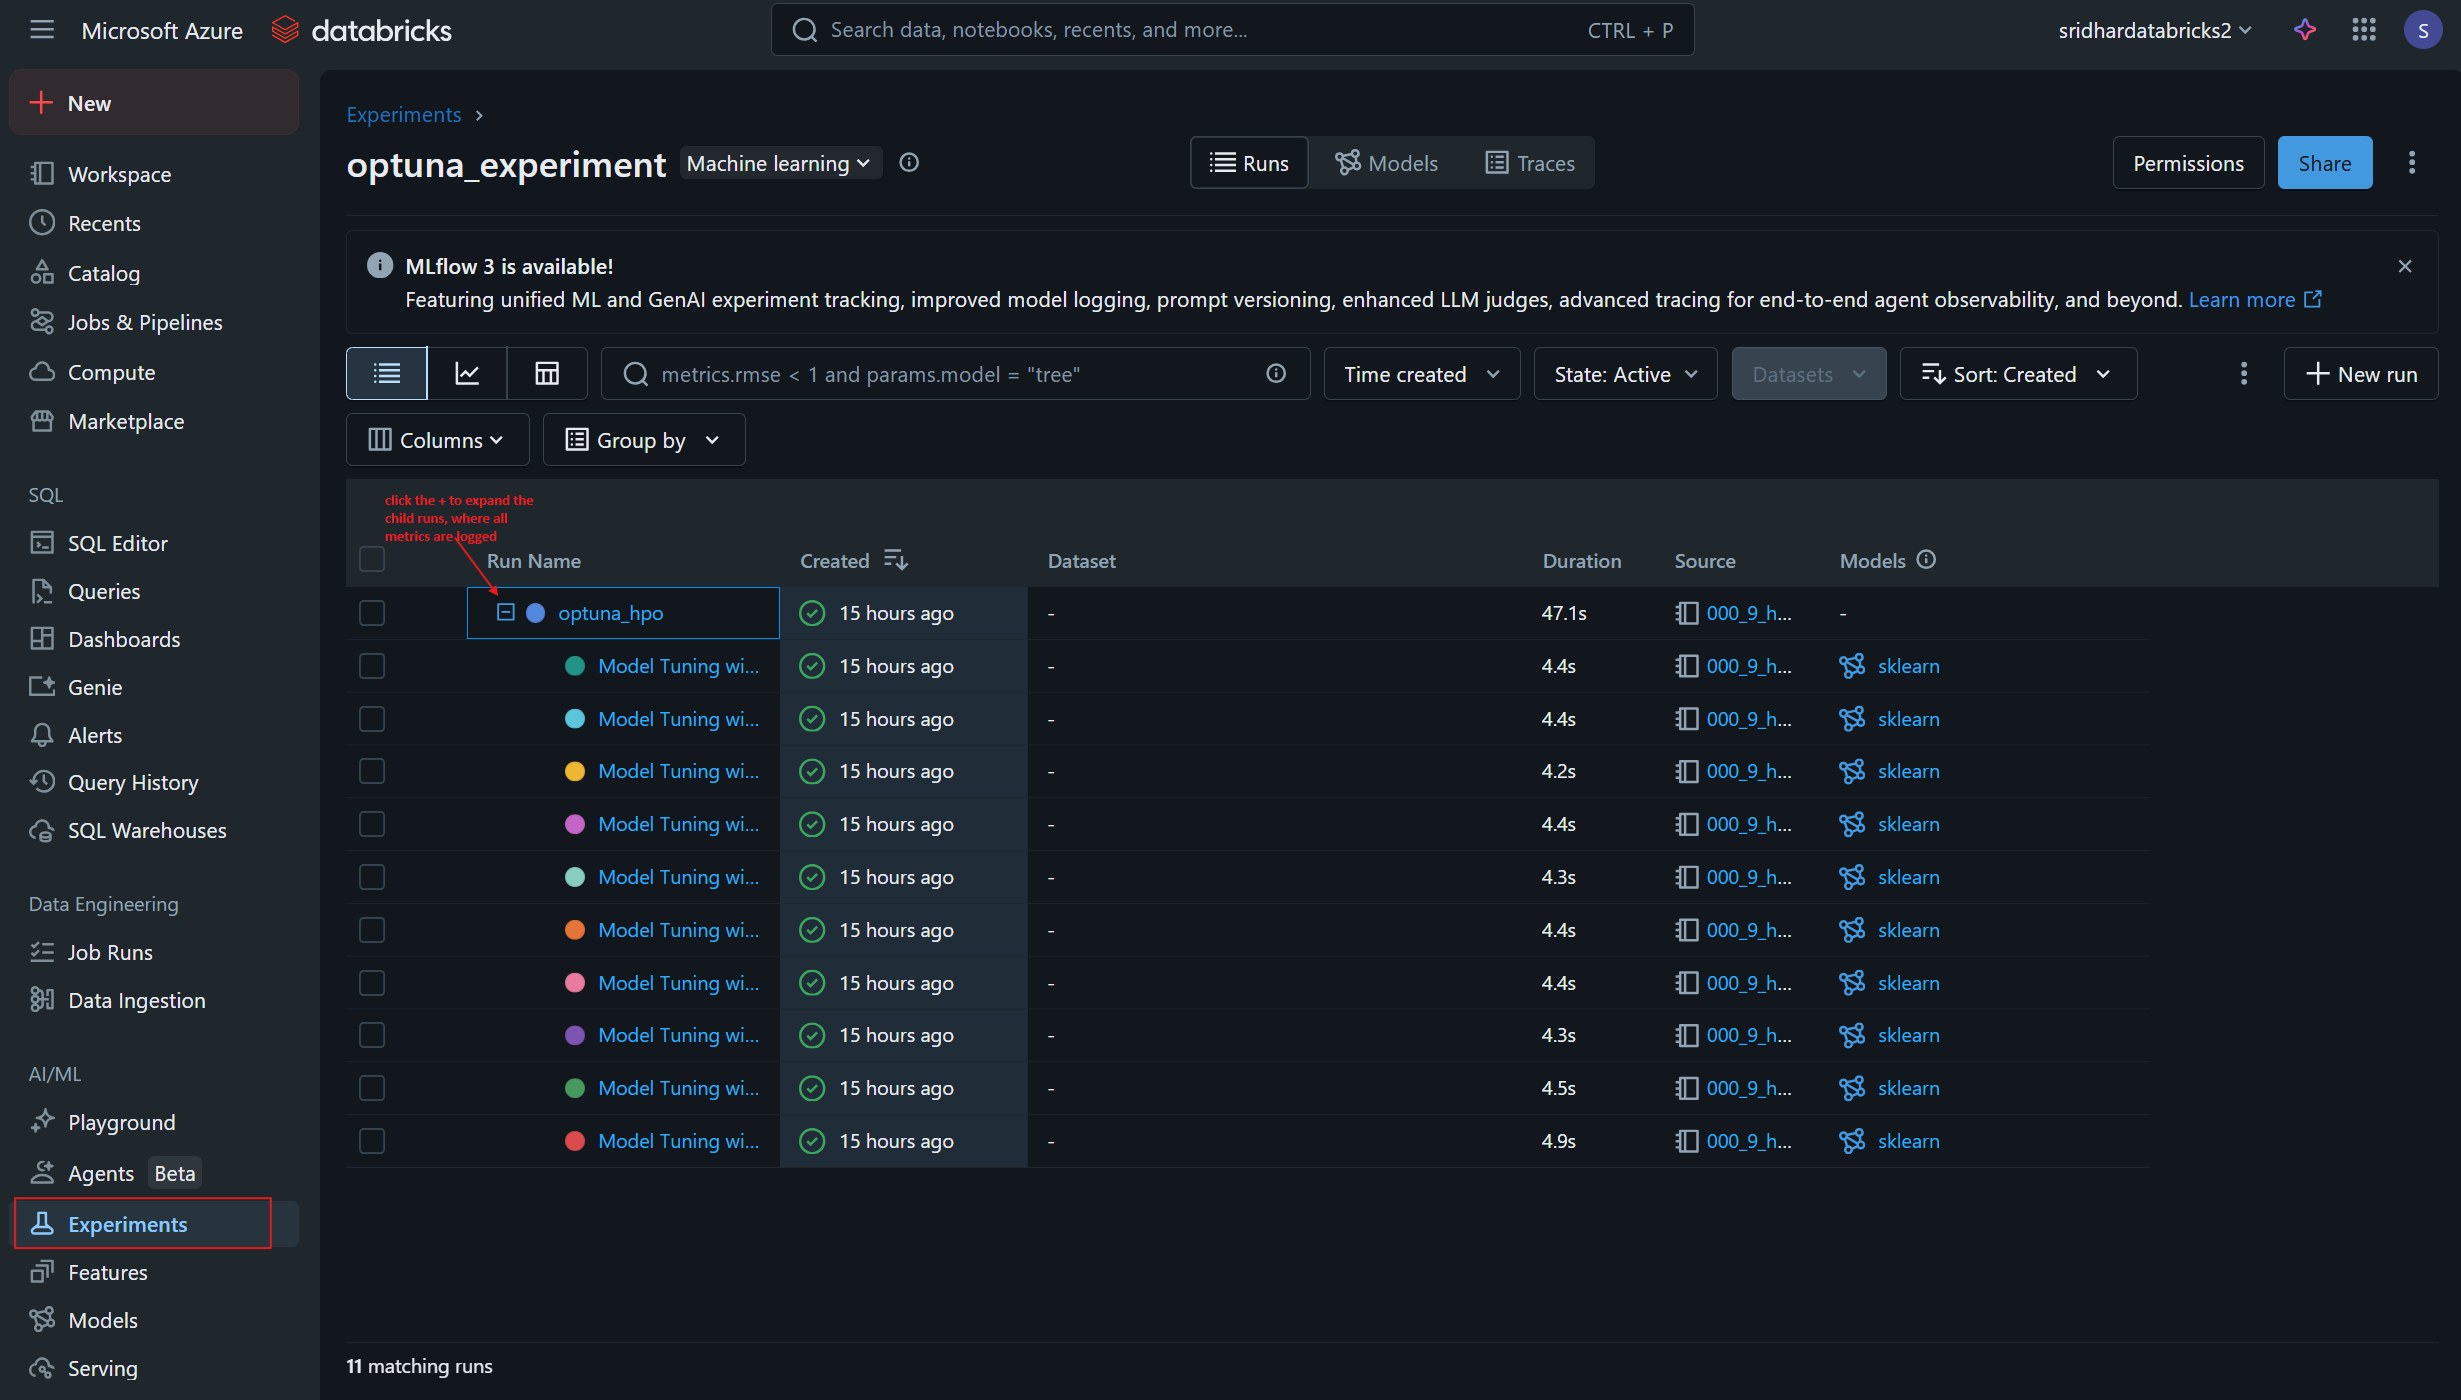 Microsoft Azure databricks
Search data, notebooks, recents, and more... CTRL + P
sridhardatabricks2
S
New
Workspace
Recents
Catalog
Jobs & Pipelines
Compute
Marketplace
SQL
SQL Editor
Queries
Dashboards
Genie
Alerts
Query History
SQL Warehouses
Data Engineering
Job Runs
Data Ingestion
AI/ML
Playground
Agents Beta
Experiments
Features
Models
Serving
Experiments ›
optuna_experiment Machine learning
Runs Models Traces
Permissions Share
MLflow 3 is available!
Featuring unified ML and GenAI experiment tracking, improved model logging, prompt versioning, enhanced LLM judges, advanced tracing for end-to-end agent observability, and beyond. Learn more
metrics.rmse < 1 and params.model = "tree" Time created State: Active Datasets Sort: Created New run
Columns Group by
click the + to expand the
child runs, where all
metrics are logged
Run Name Created Dataset Duration Source Models
optuna_hpo 15 hours ago - 47.1s 000_9_h... -
Model Tuning wi... 15 hours ago - 4.4s 000_9_h... sklearn
Model Tuning wi... 15 hours ago - 4.4s 000_9_h... sklearn
Model Tuning wi... 15 hours ago - 4.2s 000_9_h... sklearn
Model Tuning wi... 15 hours ago - 4.4s 000_9_h... sklearn
Model Tuning wi... 15 hours ago - 4.3s 000_9_h... sklearn
Model Tuning wi... 15 hours ago - 4.4s 000_9_h... sklearn
Model Tuning wi... 15 hours ago - 4.4s 000_9_h... sklearn
Model Tuning wi... 15 hours ago - 4.3s 000_9_h... sklearn
Model Tuning wi... 15 hours ago - 4.5s 000_9_h... sklearn
Model Tuning wi... 15 hours ago - 4.9s 000_9_h... sklearn
11 matching runs